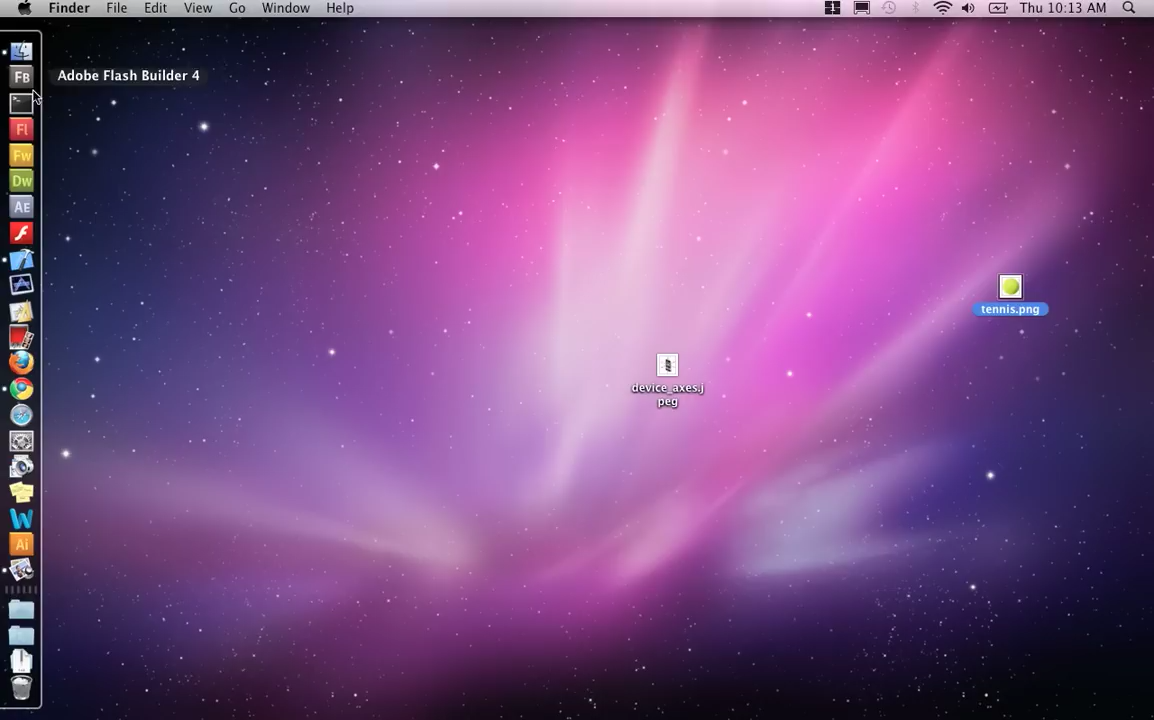 Finder File Edit View Go Window Help
1
Thu 10:13 AM
FB
Adobe Flash Builder 4
>_
Fl
Fw
Dw
AE
tennis.png
device_axes.j
peg
W
Ai